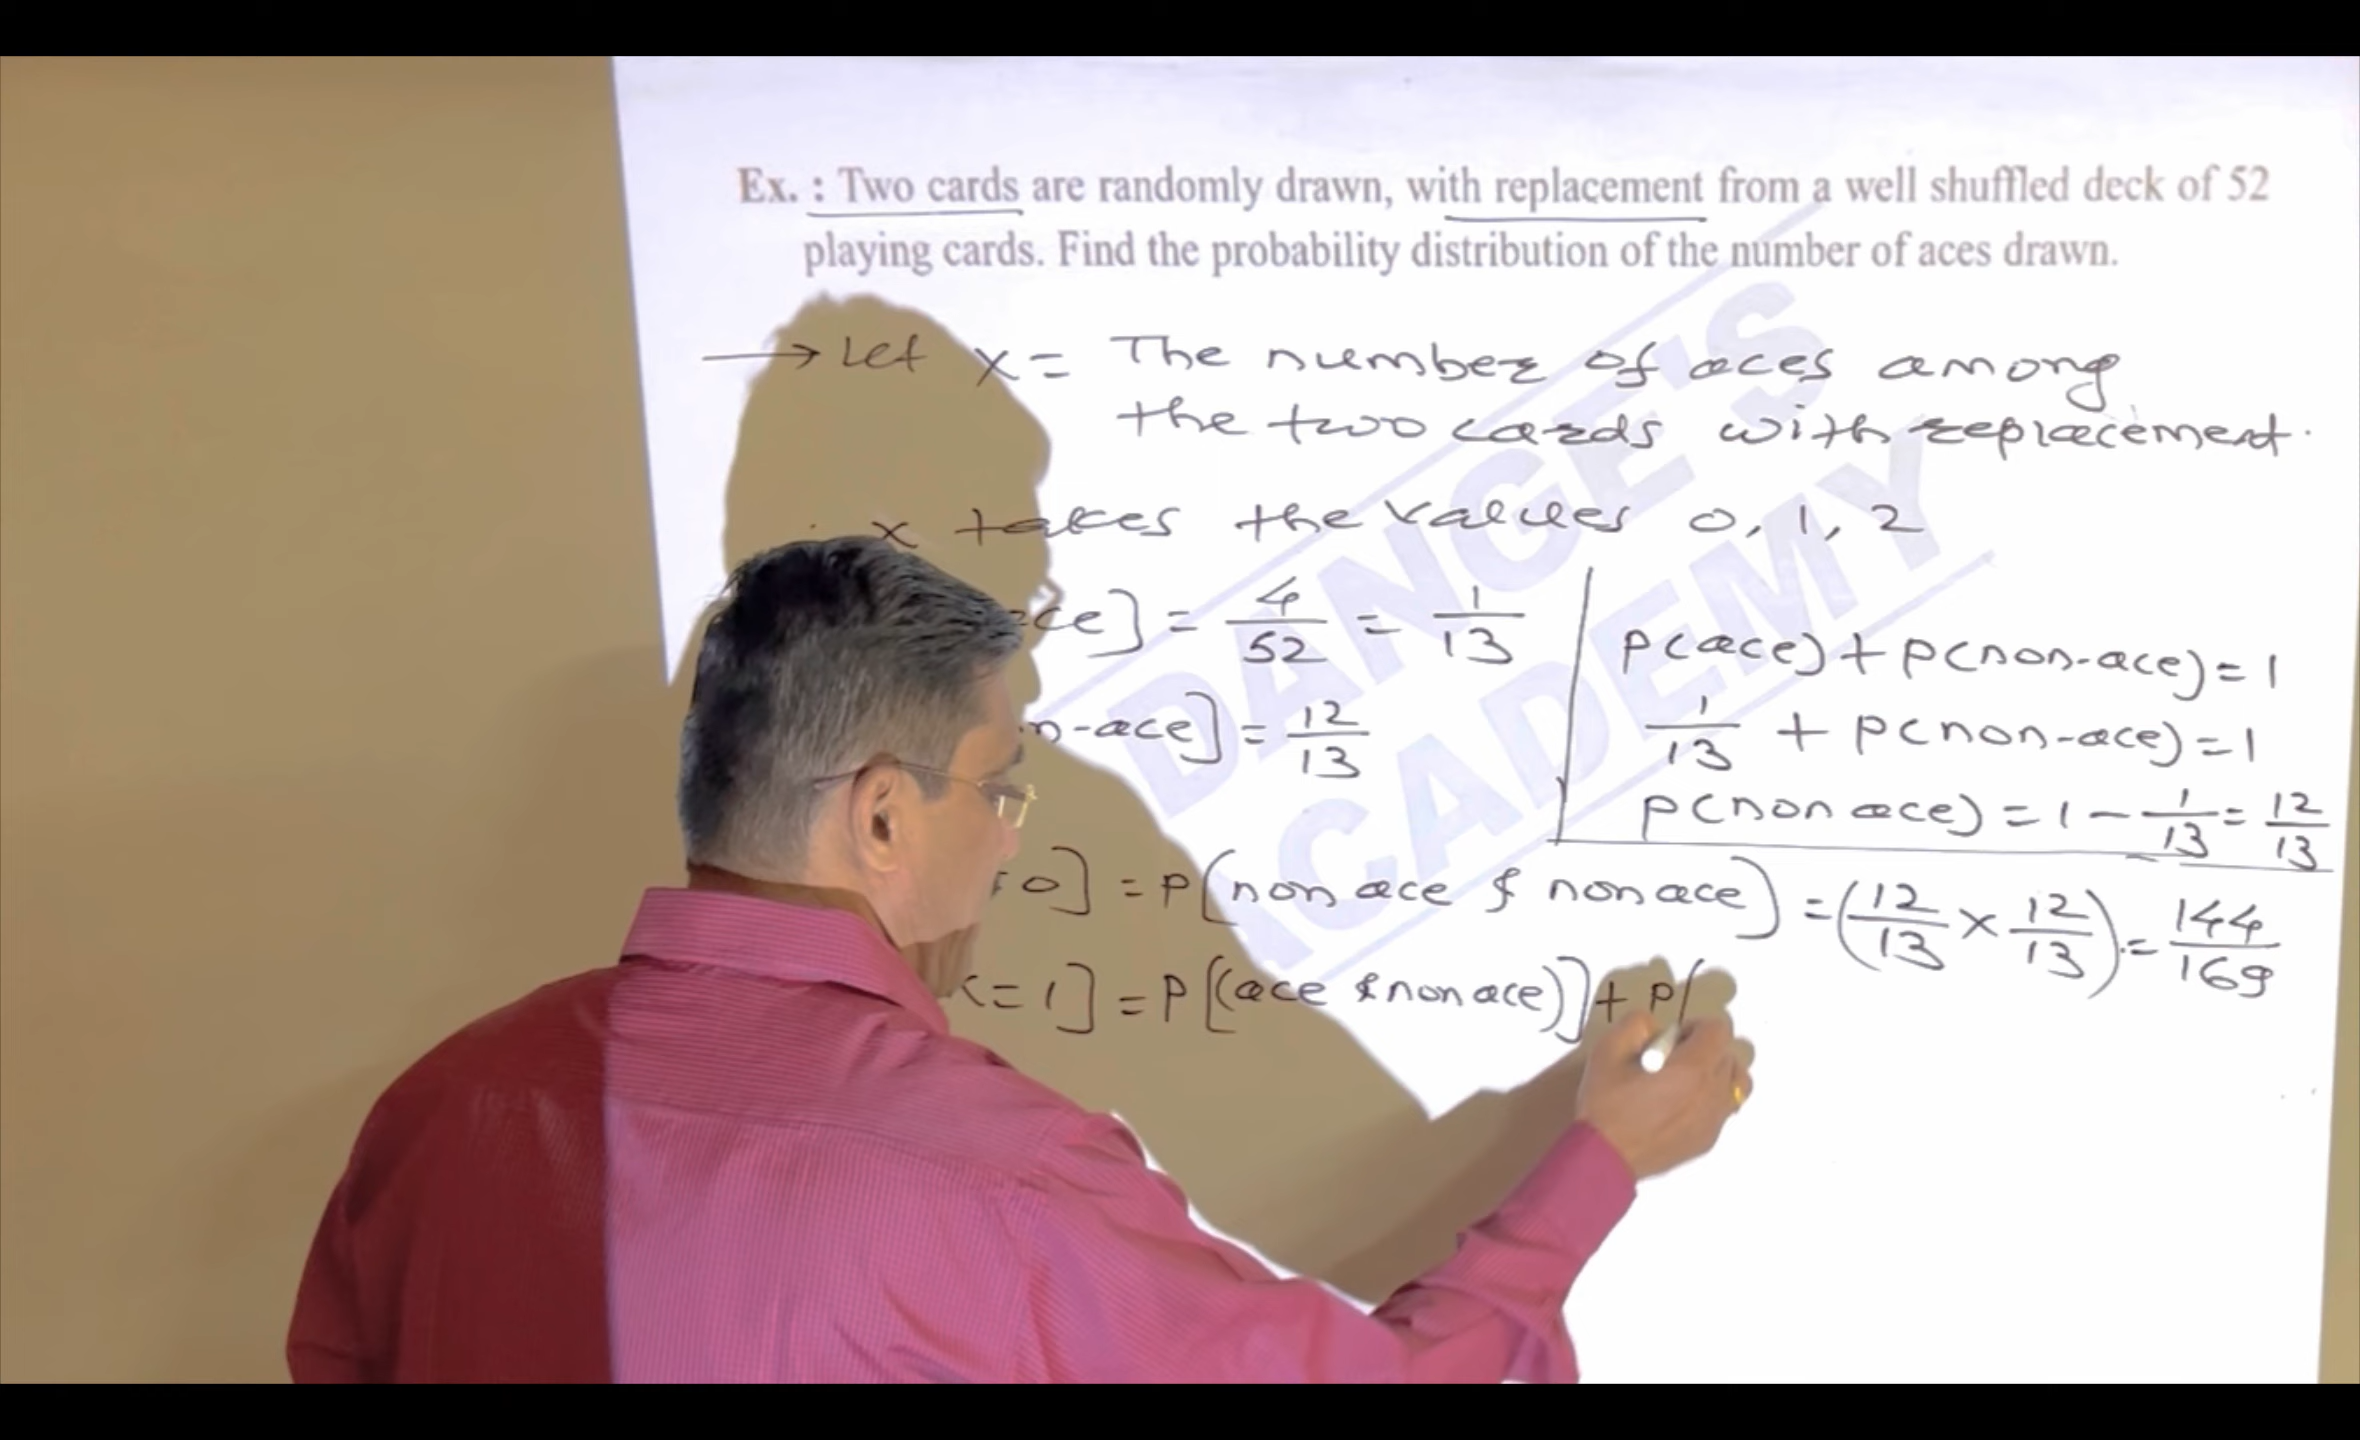 Ex. : Two cards are randomly drawn, with replacement from a well shuffled deck of 52
playing cards. Find the probability distribution of the number of aces drawn.
→ Let x = The number of aces among
the two cards with replacement.
x takes the values 0, 1, 2
ce] = 4/52 = 1/13
n-ace] = 12/13
P(ace) + P(non-ace) = 1
1/13 + P(non-ace) = 1
P(non ace) = 1 - 1/13 = 12/13
= 0] = P[non ace & non ace] = (12/13 × 12/13) = 144/169
x = 1] = P[(ace & non ace)] + P(
DANGE'S
ACADEMY